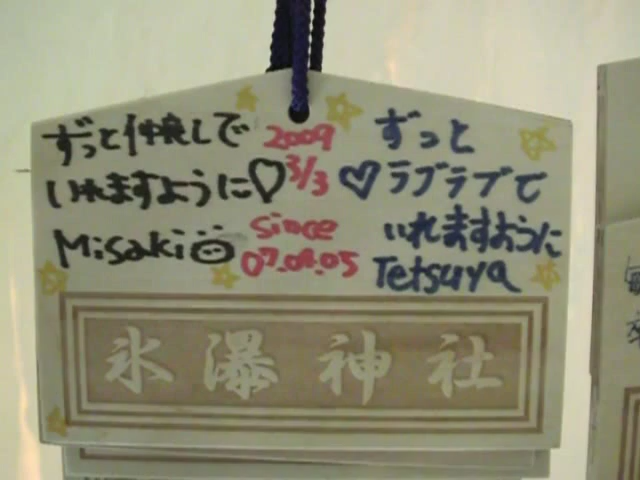 ずっと仲良しで
いれますように♡
Misaki
2009
3/3
since
07.08.05
ずっと
♡ラブラブで
いれますように
Tetsuya
氷瀑神社